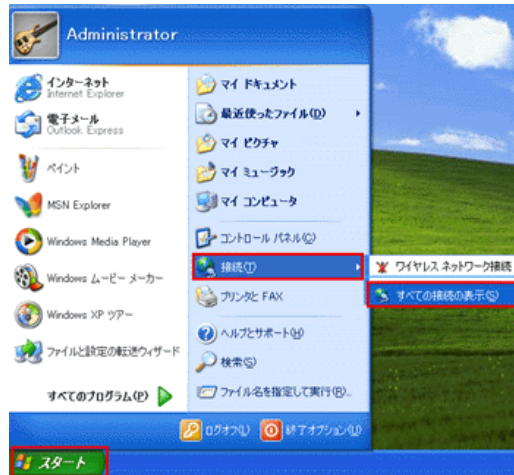 Administrator
インターネット
Internet Explorer
電子メール
Outlook Express
ペイント
MSN Explorer
Windows Media Player
Windows ムービー メーカー
Windows XP ツアー
ファイルと設定の転送ウィザード
すべてのプログラム(P)
マイ ドキュメント
最近使ったファイル(D)
マイ ピクチャ
マイ ミュージック
マイ コンピュータ
コントロール パネル(C)
接続(T)
プリンタと FAX
ヘルプとサポート(H)
検索(S)
ファイル名を指定して実行(R)...
ワイヤレス ネットワーク接続
すべての接続の表示(S)
ログオフ(L)
終了オプション(U)
スタート